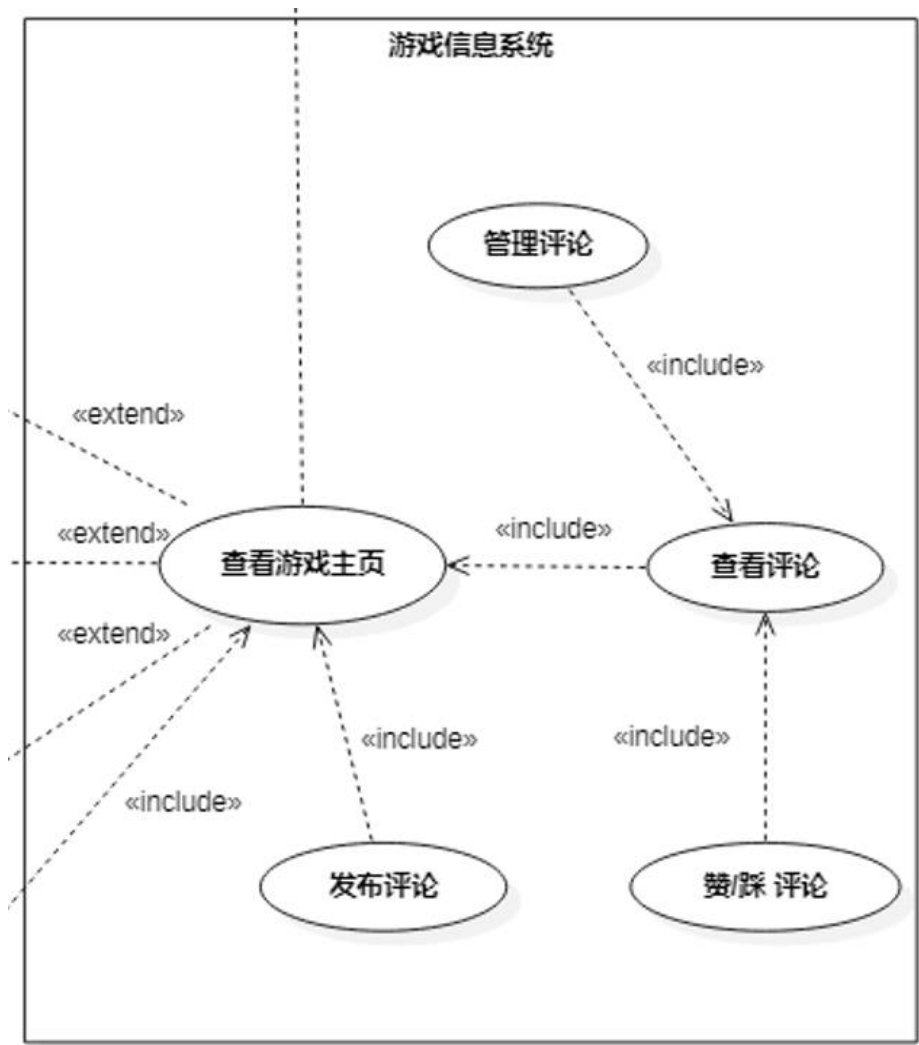 游戏信息系统
管理评论
«include»
«extend»
«extend»
«include»
查看游戏主页
查看评论
«extend»
«include»
«include»
«include»
发布评论
赞/踩 评论